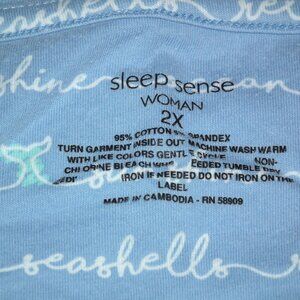 seashells
shine
ocean
sleep sense
WOMAN
2X
95% COTTON 5% SPANDEX
TURN GARMENT INSIDE OUT MACHINE WASH WARM
WITH LIKE COLORS GENTLE CYCLE NON-
CHLORINE BLEACH TUMBLE DRY
IRON IF NEEDED DO NOT IRON ON THE
LABEL
MADE IN CAMBODIA - RN 58909
seashells